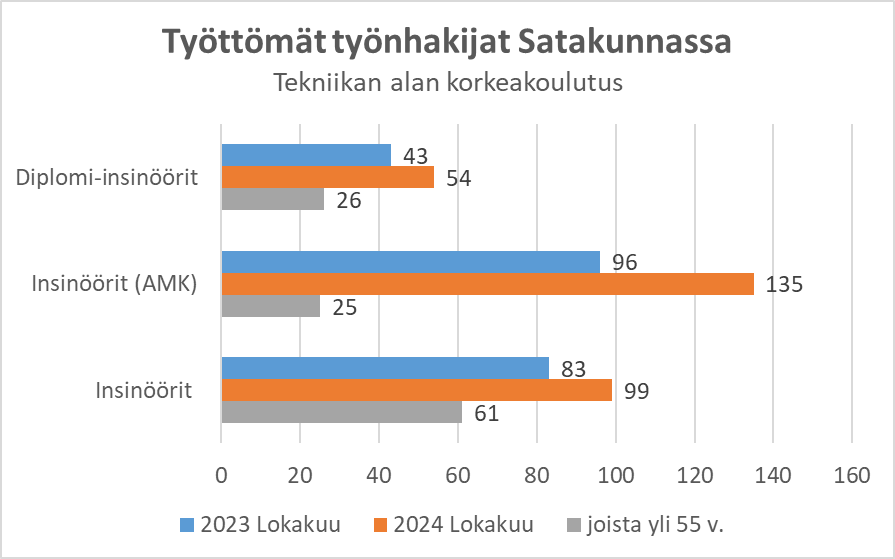 Työttömät työnhakijat Satakunnassa
Tekniikan alan korkeakoulutus
Diplomi-insinöörit
43
54
26
Insinöörit (AMK)
96
135
25
Insinöörit
83
99
61
0 20 40 60 80 100 120 140 160
2023 Lokakuu 2024 Lokakuu joista yli 55 v.